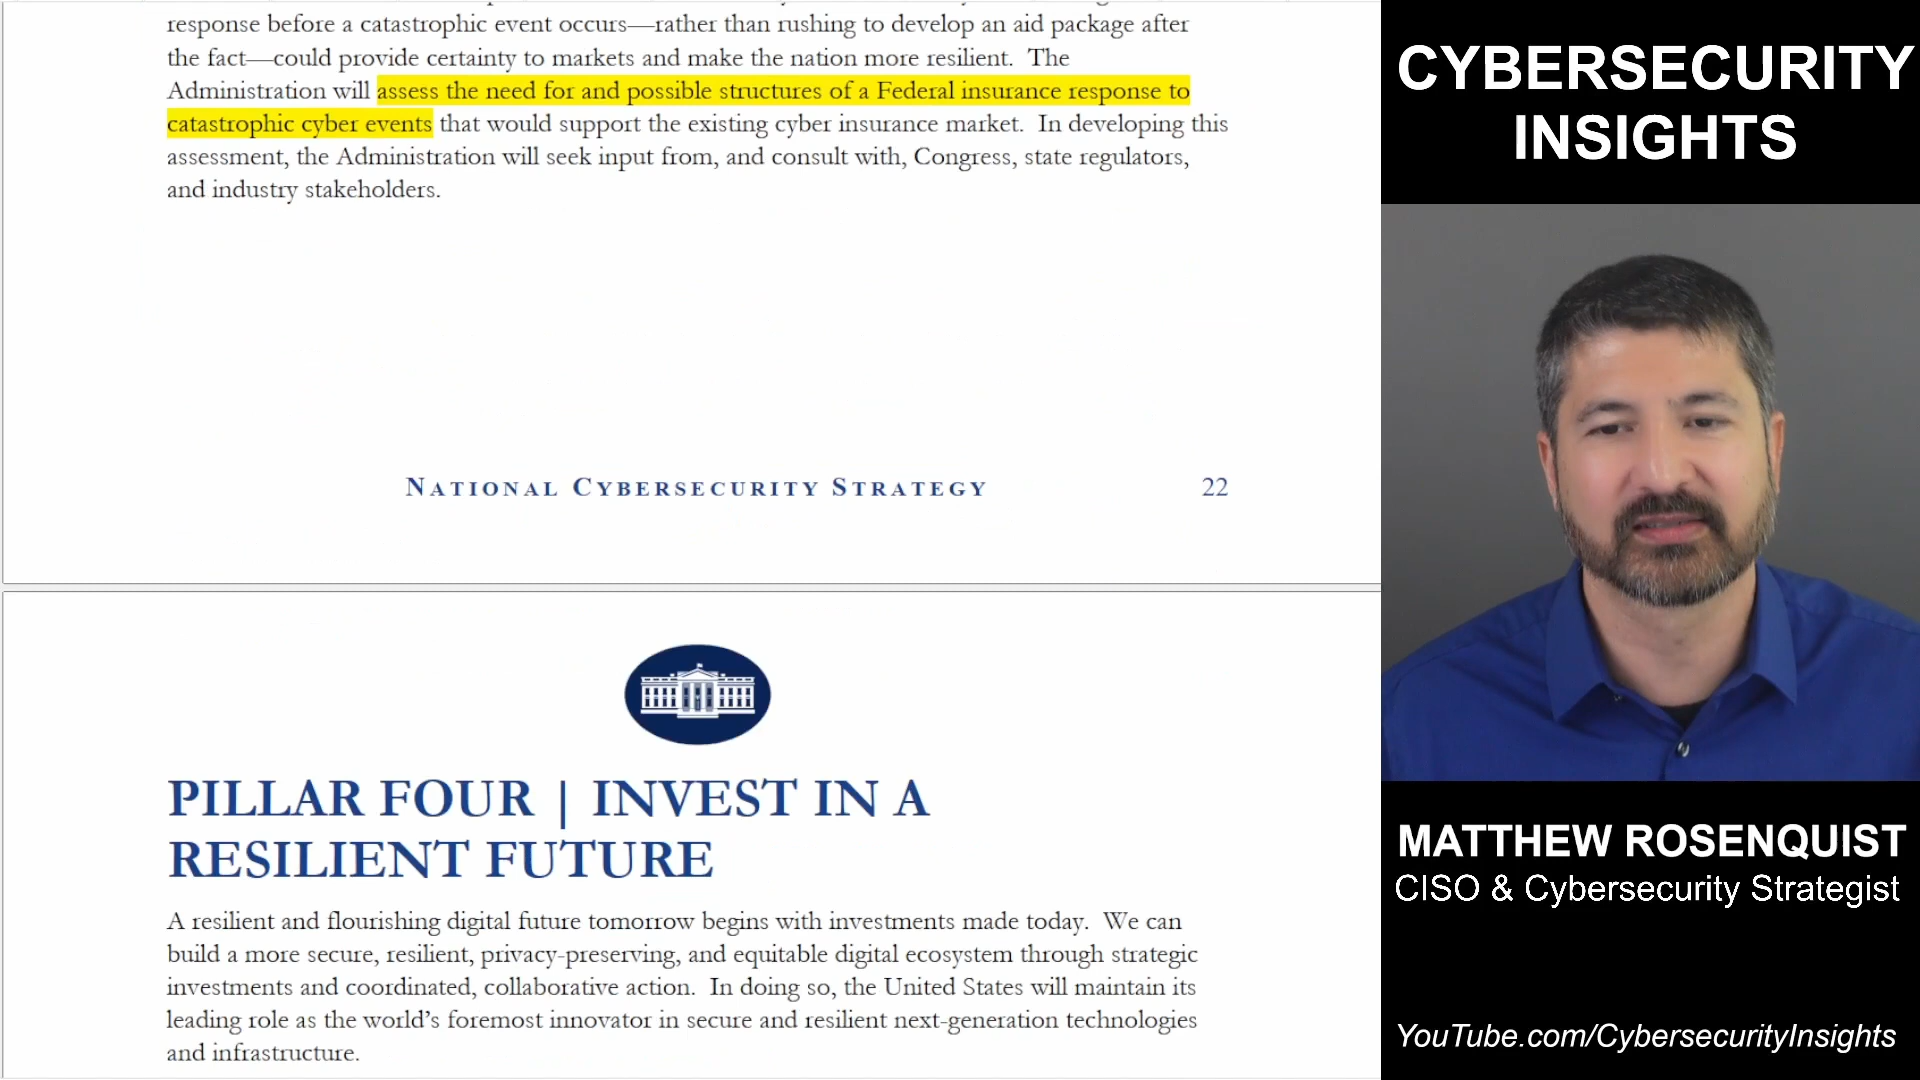 response before a catastrophic event occurs—rather than rushing to develop an aid package after
the fact—could provide certainty to markets and make the nation more resilient. The
Administration will assess the need for and possible structures of a Federal insurance response to
catastrophic cyber events that would support the existing cyber insurance market. In developing this
assessment, the Administration will seek input from, and consult with, Congress, state regulators,
and industry stakeholders.
NATIONAL CYBERSECURITY STRATEGY 22
PILLAR FOUR | INVEST IN A
RESILIENT FUTURE
A resilient and flourishing digital future tomorrow begins with investments made today. We can
build a more secure, resilient, privacy-preserving, and equitable digital ecosystem through strategic
investments and coordinated, collaborative action. In doing so, the United States will maintain its
leading role as the world’s foremost innovator in secure and resilient next-generation technologies
and infrastructure.
CYBERSECURITY
INSIGHTS
MATTHEW ROSENQUIST
CISO & Cybersecurity Strategist
YouTube.com/CybersecurityInsights